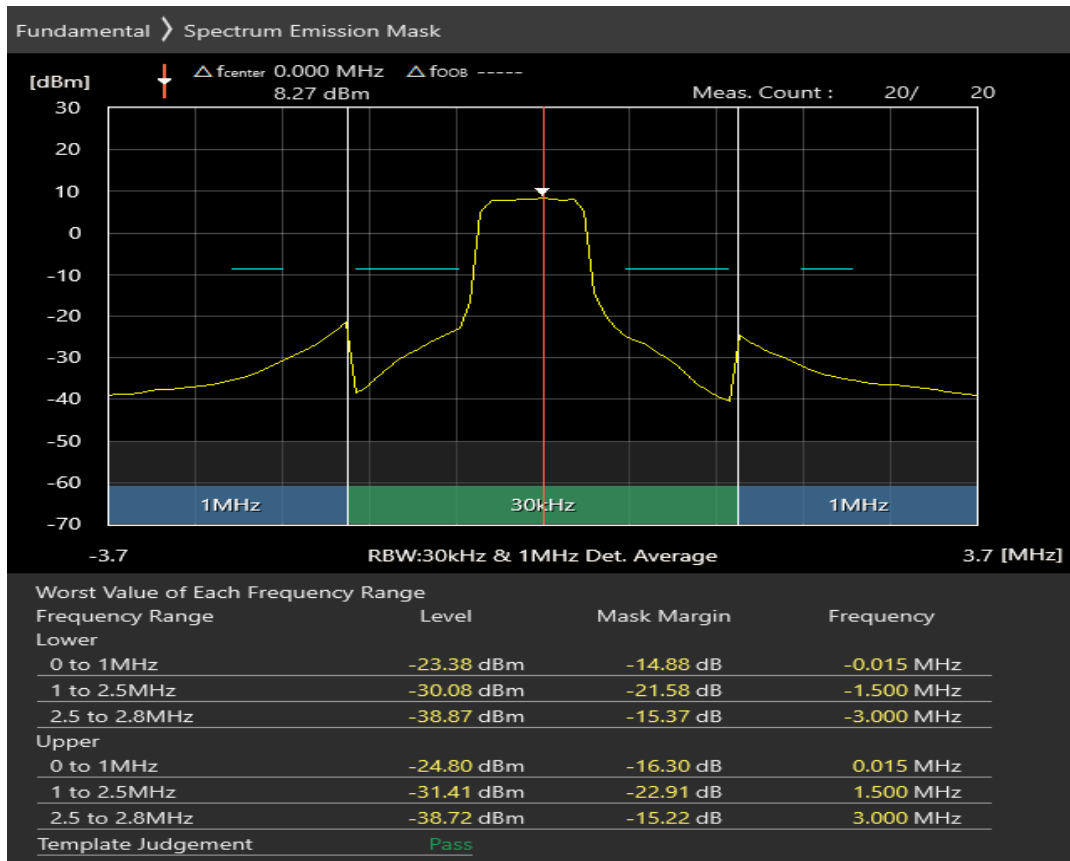 Fundamental 〉 Spectrum Emission Mask
[dBm] △ fcenter 0.000 MHz △ fOOB -----
8.27 dBm Meas. Count : 20/ 20
30
20
10
0
-10
-20
-30
-40
-50
-60
-70
1MHz 30kHz 1MHz
-3.7 RBW:30kHz & 1MHz Det. Average 3.7 [MHz]
Worst Value of Each Frequency Range
Frequency Range Level Mask Margin Frequency
Lower
0 to 1MHz -23.38 dBm -14.88 dB -0.015 MHz
1 to 2.5MHz -30.08 dBm -21.58 dB -1.500 MHz
2.5 to 2.8MHz -38.87 dBm -15.37 dB -3.000 MHz
Upper
0 to 1MHz -24.80 dBm -16.30 dB 0.015 MHz
1 to 2.5MHz -31.41 dBm -22.91 dB 1.500 MHz
2.5 to 2.8MHz -38.72 dBm -15.22 dB 3.000 MHz
Template Judgement Pass